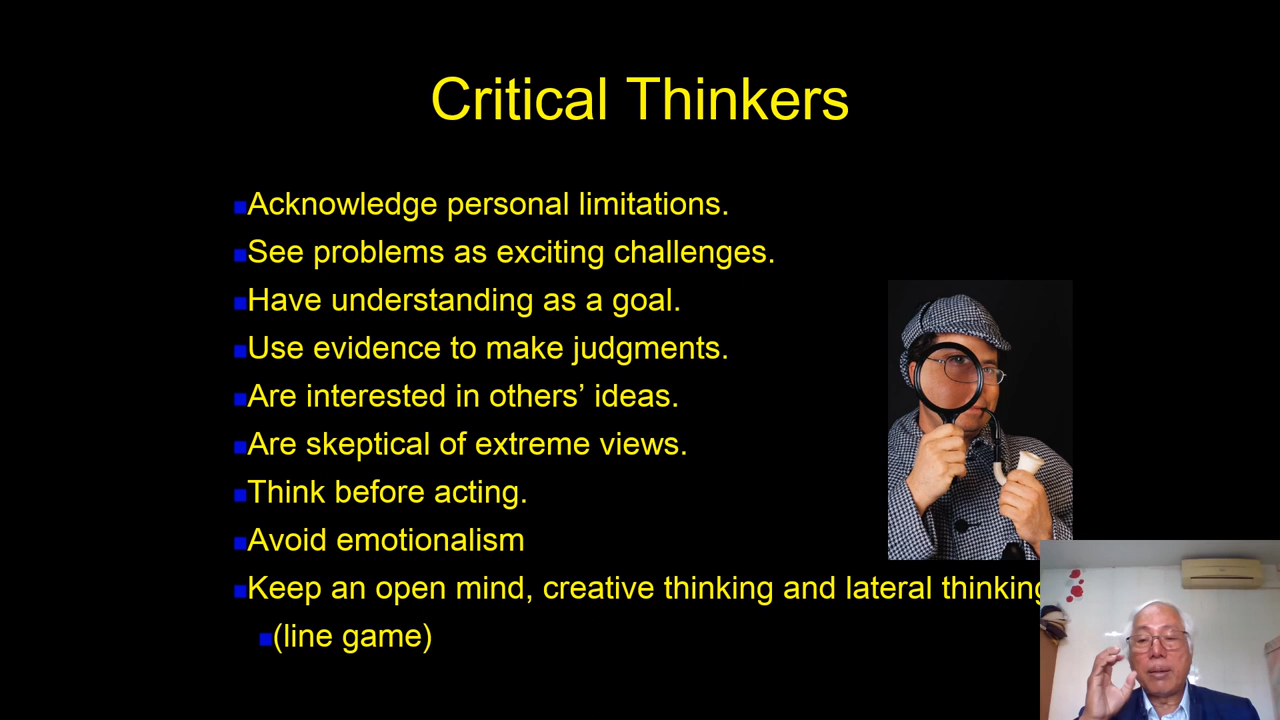 Critical Thinkers
Acknowledge personal limitations.
See problems as exciting challenges.
Have understanding as a goal.
Use evidence to make judgments.
Are interested in others’ ideas.
Are skeptical of extreme views.
Think before acting.
Avoid emotionalism
Keep an open mind, creative thinking and lateral thinking
(line game)